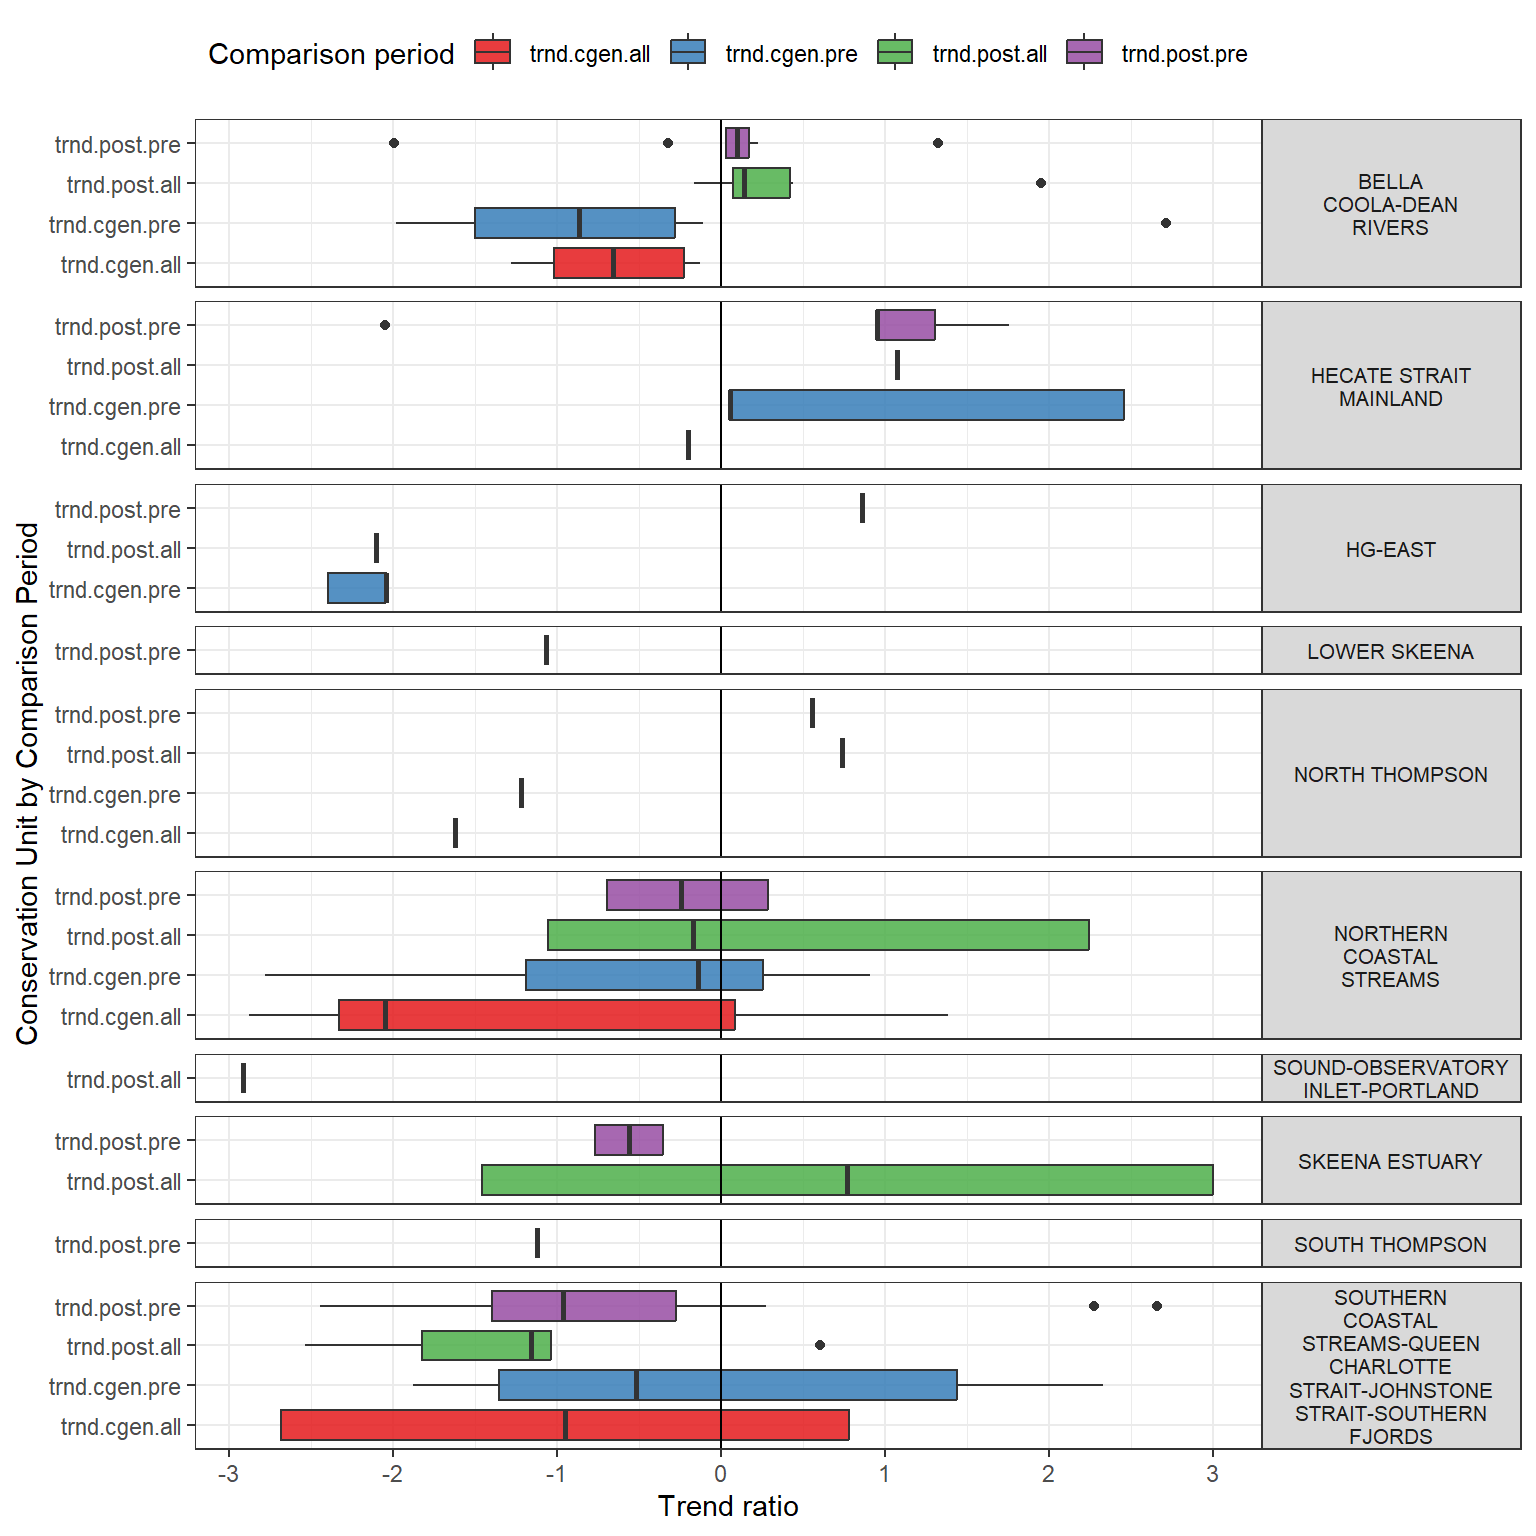 Comparison period trnd.cgen.all trnd.cgen.pre trnd.post.all trnd.post.pre
Conservation Unit by Comparison Period
trnd.post.pre
trnd.post.all
trnd.cgen.pre
trnd.cgen.all
BELLA
COOLA-DEAN
RIVERS
trnd.post.pre
trnd.post.all
trnd.cgen.pre
trnd.cgen.all
HECATE STRAIT
MAINLAND
trnd.post.pre
trnd.post.all
trnd.cgen.pre
HG-EAST
trnd.post.pre
LOWER SKEENA
trnd.post.pre
trnd.post.all
trnd.cgen.pre
trnd.cgen.all
NORTH THOMPSON
trnd.post.pre
trnd.post.all
trnd.cgen.pre
trnd.cgen.all
NORTHERN
COASTAL
STREAMS
trnd.post.all
SOUND-OBSERVATORY
INLET-PORTLAND
trnd.post.pre
trnd.post.all
SKEENA ESTUARY
trnd.post.pre
SOUTH THOMPSON
trnd.post.pre
trnd.post.all
trnd.cgen.pre
trnd.cgen.all
SOUTHERN
COASTAL
STREAMS-QUEEN
CHARLOTTE
STRAIT-JOHNSTONE
STRAIT-SOUTHERN
FJORDS
-3 -2 -1 0 1 2 3
Trend ratio